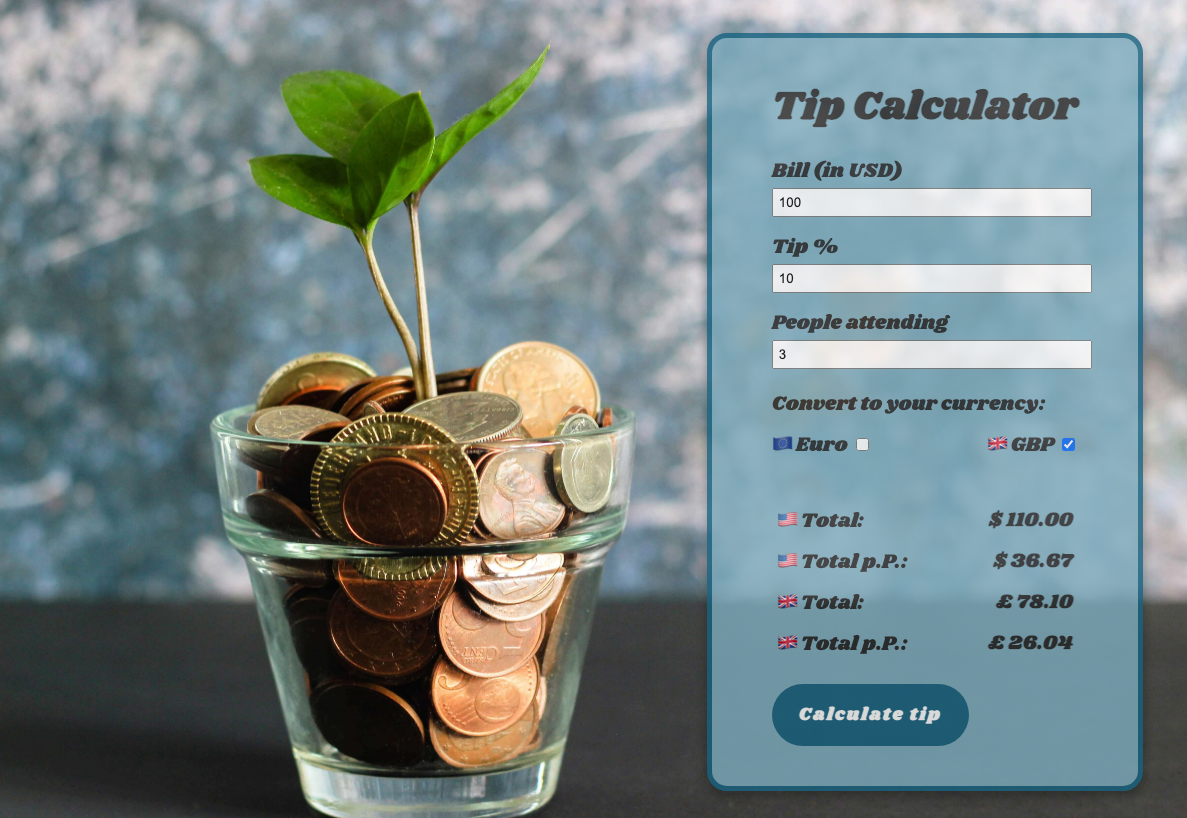 Tip Calculator
Bill (in USD)
100
Tip %
10
People attending
3
Convert to your currency:
Euro GBP
Total: $ 110.00
Total p.P.: $ 36.67
Total: £ 78.10
Total p.P.: £ 26.04
Calculate tip